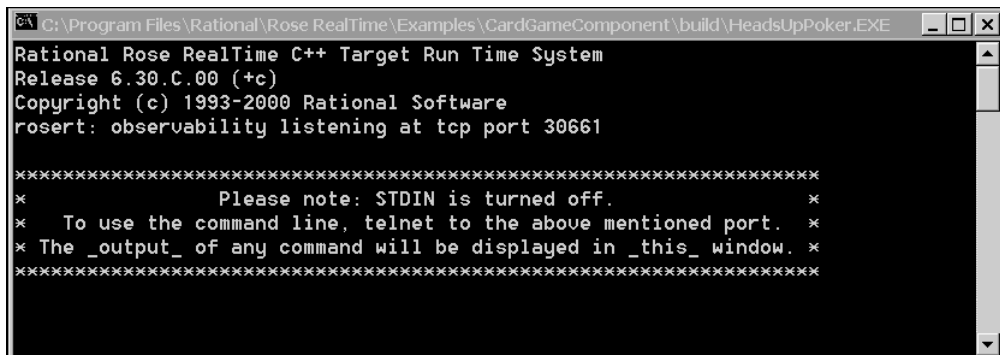 C:\Program Files\Rational\Rose RealTime\Examples\CardGameComponent\build\HeadsUpPoker.EXE
Rational Rose RealTime C++ Target Run Time System
Release 6.30.C.00 (+c)
Copyright (c) 1993-2000 Rational Software
rosert: observability listening at tcp port 30661
*******************************************************************
* Please note: STDIN is turned off. *
* To use the command line, telnet to the above mentioned port. *
* The _output_ of any command will be displayed in _this_ window. *
*******************************************************************